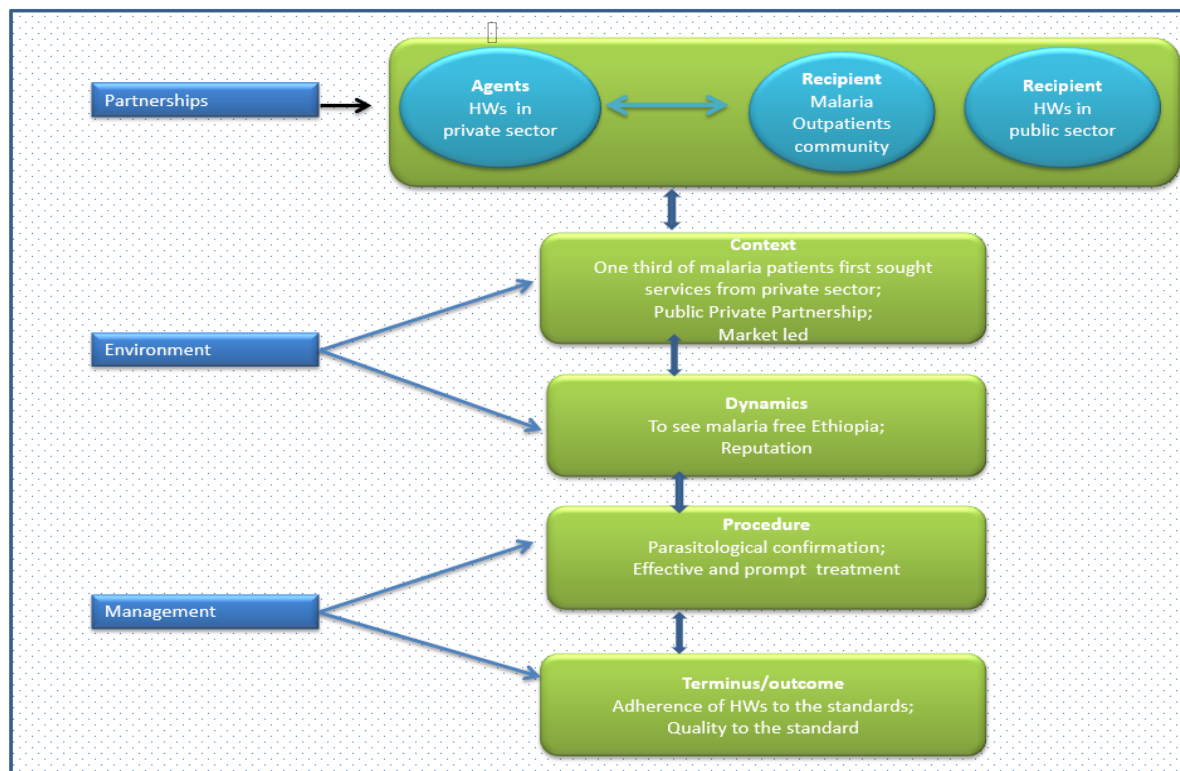 Partnerships
Agents
HWs in
private sector
Recipient
Malaria
Outpatients
community
Recipient
HWs in
public sector
Context
One third of malaria patients first sought
services from private sector;
Public Private Partnership;
Market led
Environment
Dynamics
To see malaria free Ethiopia;
Reputation
Procedure
Parasitological confirmation;
Effective and prompt treatment
Management
Terminus/outcome
Adherence of HWs to the standards;
Quality to the standard